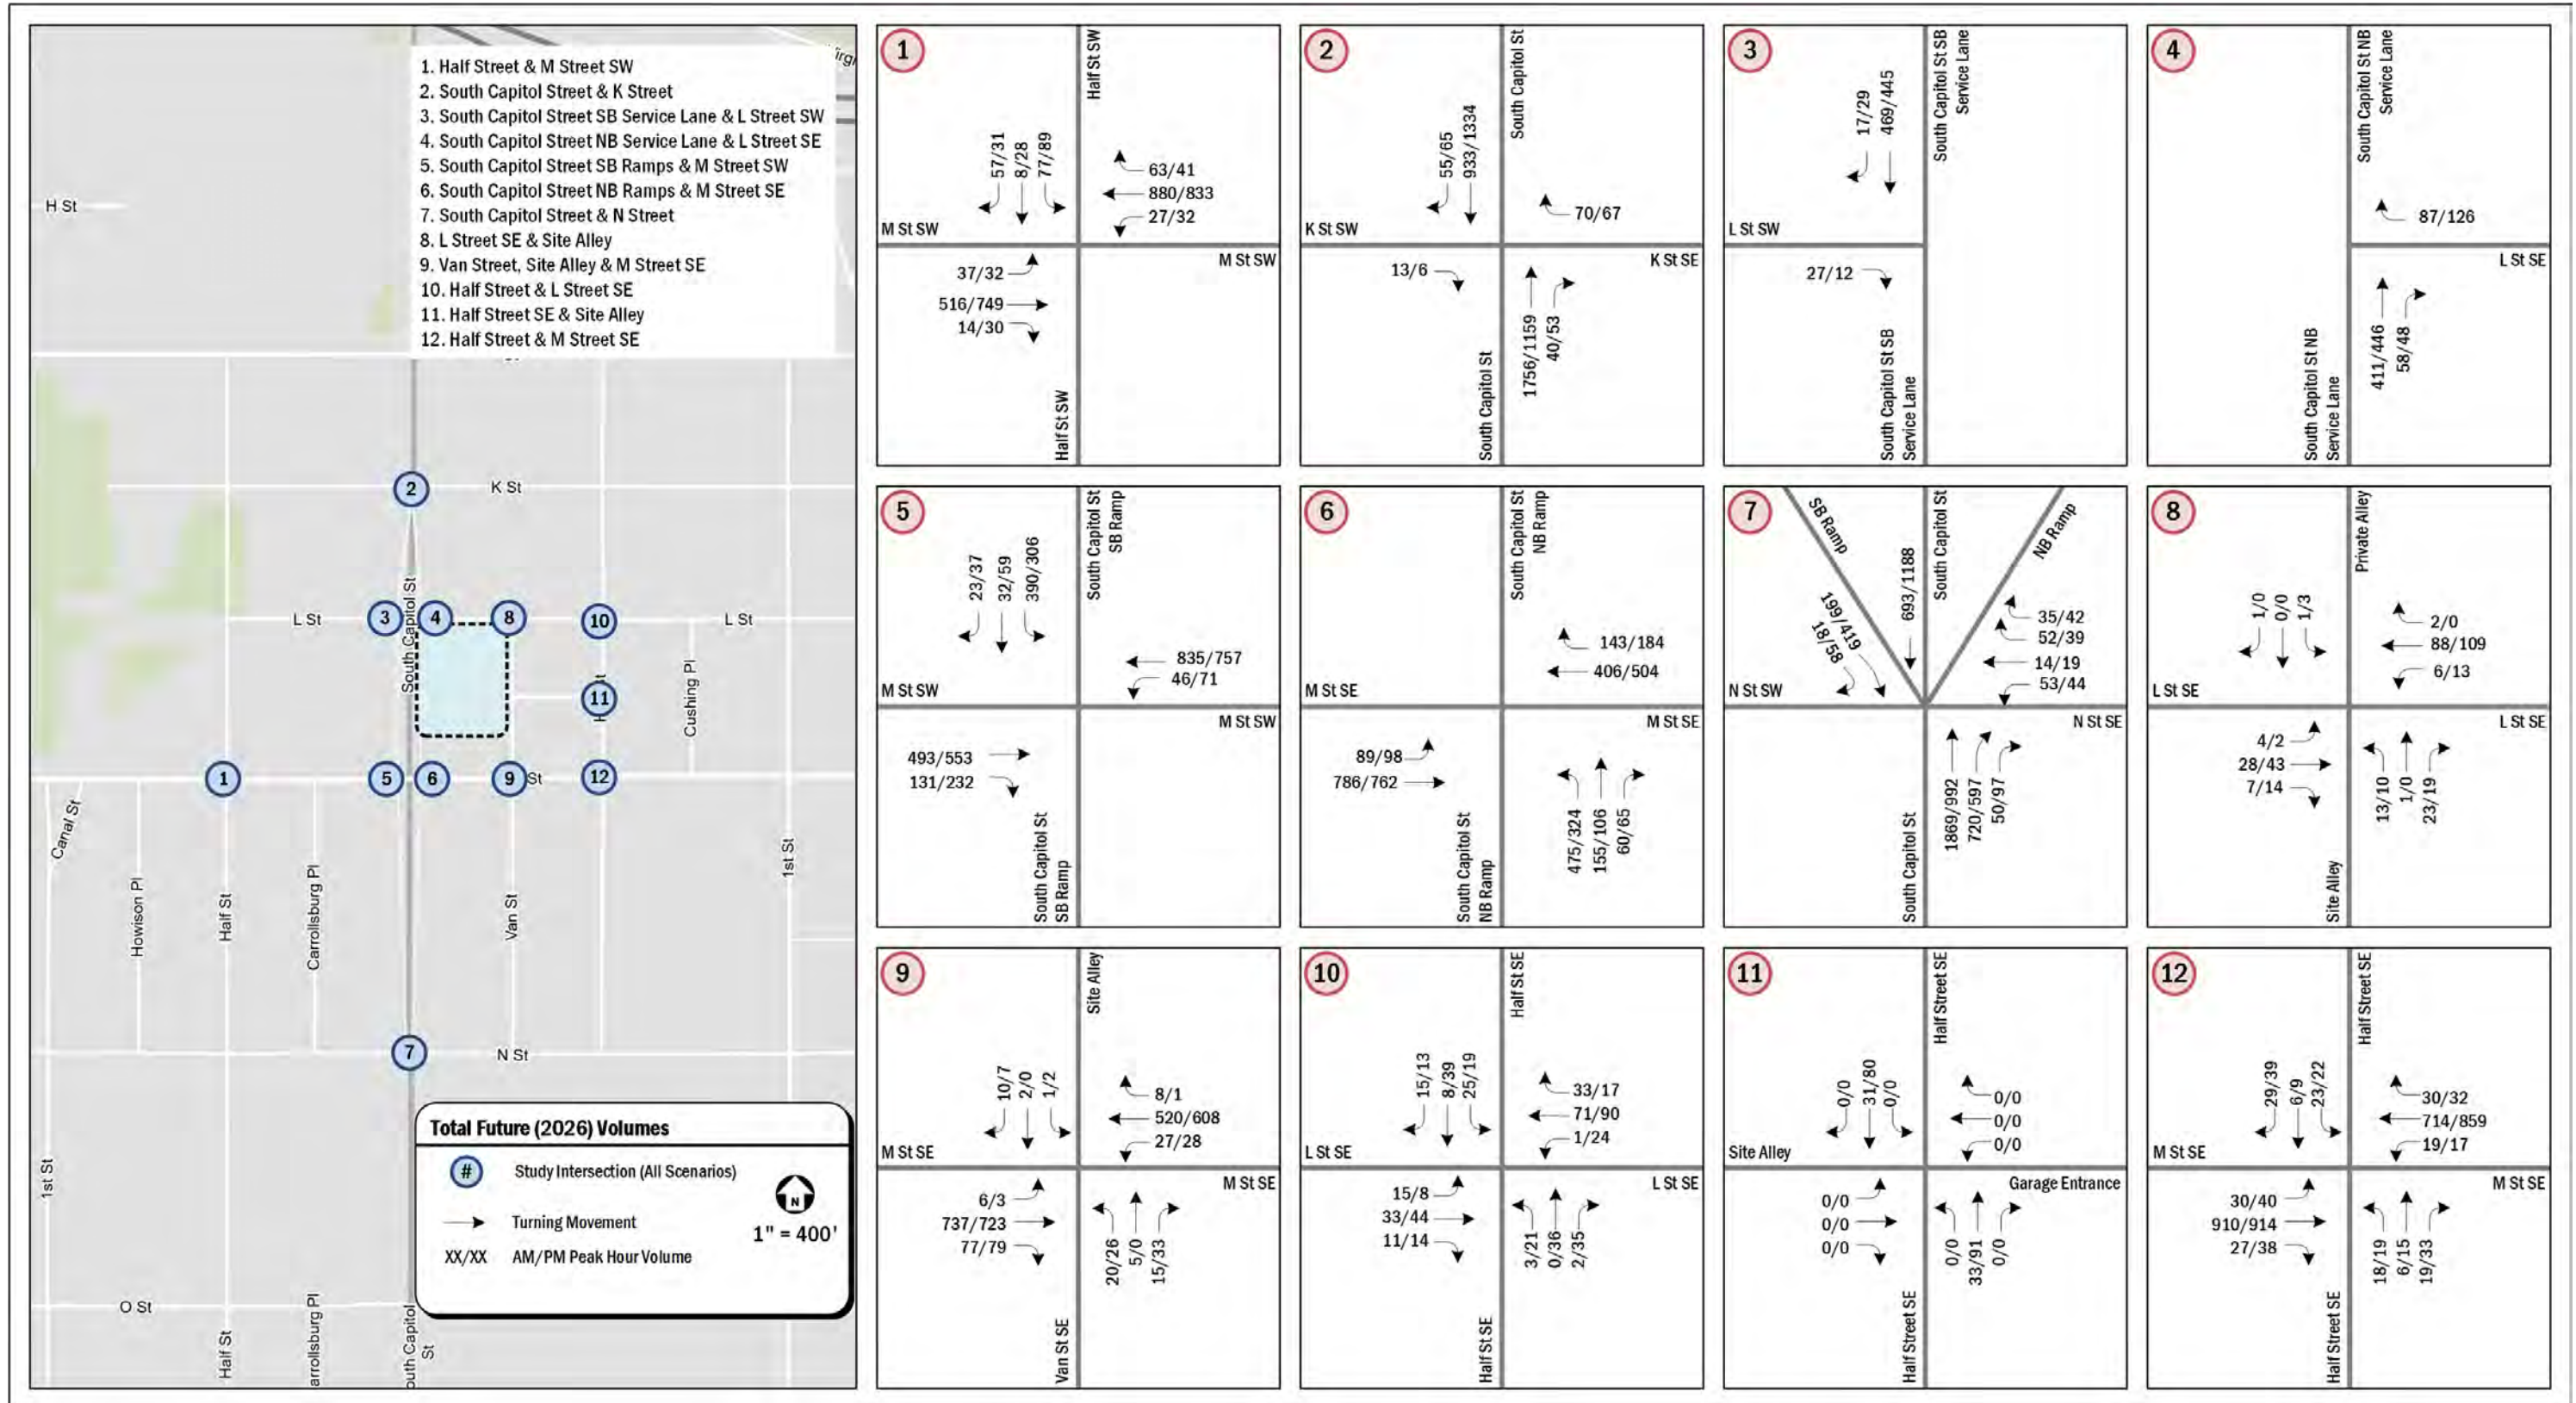 1. Half Street & M Street SW
2. South Capitol Street & K Street
3. South Capitol Street SB Service Lane & L Street SW
4. South Capitol Street NB Service Lane & L Street SE
5. South Capitol Street SB Ramps & M Street SW
6. South Capitol Street NB Ramps & M Street SE
7. South Capitol Street & N Street
8. L Street SE & Site Alley
9. Van Street, Site Alley & M Street SE
10. Half Street & L Street SE
11. Half Street SE & Site Alley
12. Half Street & M Street SE
H St
2
K St
South Capitol St
L St
3
4
8
10
L St
11
Cushing Pl
1
5
6
9
St
12
Canal St
Howison Pl
Half St
Carrollsburg Pl
Van St
1st St
7
N St
1st St
O St
Half St
St
Total Future (2026) Volumes
#
Study Intersection (All Scenarios)
Turning Movement
XX/XX
AM/PM Peak Hour Volume
N
1" = 400'
1
Half St SW
57/31
8/28
77/89
63/41
880/833
27/32
M St SW
M St SW
37/32
516/749
14/30
Half St SW
2
South Capitol St
55/65
933/1334
70/67
K St SW
K St SE
13/6
1756/1159
40/53
South Capitol St
3
South Capitol St SB
Service Lane
17/29
469/445
L St SW
27/12
South Capitol St SB
Service Lane
4
South Capitol St NB
Service Lane
87/126
L St SE
411/446
58/48
South Capitol St NB
Service Lane
5
South Capitol St
SB Ramp
23/37
32/59
390/306
835/757
46/71
M St SW
M St SW
493/553
131/232
South Capitol St
SB Ramp
6
South Capitol St
NB Ramp
143/184
406/504
M St SE
M St SE
89/98
786/762
475/324
155/106
60/65
South Capitol St
NB Ramp
7
SB Ramp
South Capitol St
NB Ramp
199/419
18/58
693/1188
35/42
52/39
14/19
53/44
N St SW
N St SE
1869/992
720/597
50/97
South Capitol St
8
Private Alley
1/0
0/0
1/3
2/0
88/109
6/13
L St SE
L St SE
4/2
28/43
7/14
13/10
1/0
23/19
Site Alley
9
Site Alley
10/7
2/0
1/2
8/1
520/608
27/28
M St SE
M St SE
6/3
737/723
77/79
20/26
5/0
15/33
Van St SE
10
Half St SE
15/13
8/39
25/19
33/17
71/90
1/24
L St SE
L St SE
15/8
33/44
11/14
3/21
0/36
2/35
Half St SE
11
Half Street SE
0/0
31/80
0/0
0/0
0/0
0/0
Site Alley
Garage Entrance
0/0
0/0
0/0
0/0
33/91
0/0
Half Street SE
12
Half Street SE
29/39
6/9
23/22
30/32
714/859
19/17
M St SE
M St SE
30/40
910/914
27/38
18/19
6/15
19/33
Half Street SE